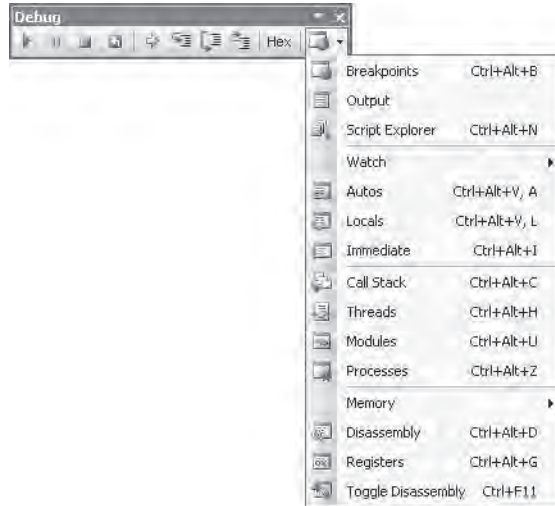 Debug
Hex
Breakpoints Ctrl+Alt+B
Output
Script Explorer Ctrl+Alt+N
Watch
Autos Ctrl+Alt+V, A
Locals Ctrl+Alt+V, L
Immediate Ctrl+Alt+I
Call Stack Ctrl+Alt+C
Threads Ctrl+Alt+H
Modules Ctrl+Alt+U
Processes Ctrl+Alt+Z
Memory
Disassembly Ctrl+Alt+D
Registers Ctrl+Alt+G
Toggle Disassembly Ctrl+F11